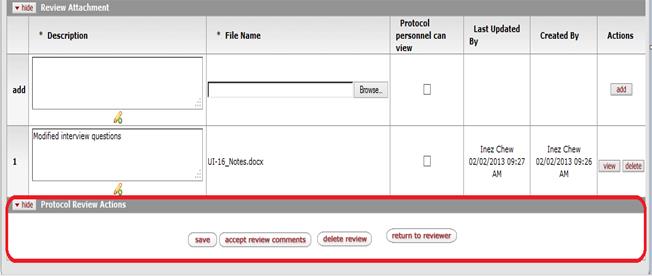 hide Review Attachment
* Description
* File Name
Protocol personnel can view
Last Updated By
Created By
Actions
add
Browse...
add
1
Modified interview questions
UI-16_Notes.docx
Inez Chew 02/02/2013 09:27 AM
Inez Chew 02/02/2013 09:26 AM
view delete
hide Protocol Review Actions
save accept review comments delete review return to reviewer